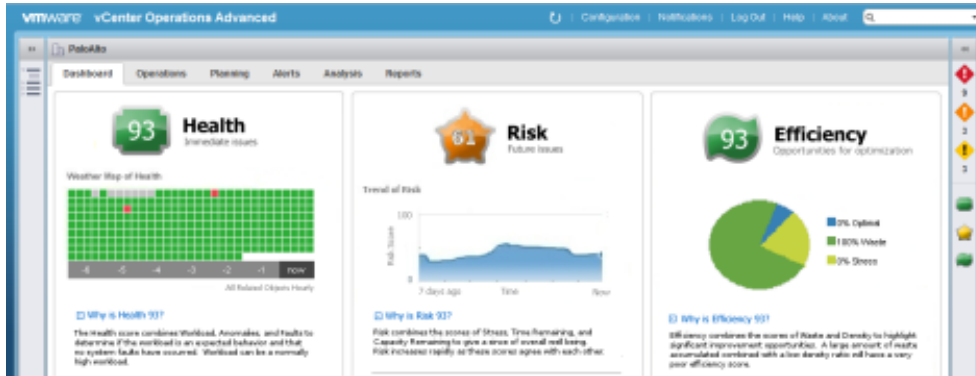 vmware vCenter Operations Advanced
Configuration | Notifications | Log Out | Help | About
PaloAlto
Dashboard Operations Planning Alerts Analysis Reports
93 Health
Immediate issues
Weather Map of Health
-6 -5 -4 -3 -2 -1 now
All Related Objects Hourly
Why is Health 93?
The Health score combines Workload, Anomalies, and Faults to
determine if the workload is an expected behavior and that
no system faults have occurred. Workload can be a normally
high workload.
61 Risk
Future issues
Trend of Risk
100
Risk Score
0
7 days ago Time Now
Why is Risk 93?
Risk combines the scores of Stress, Time Remaining, and
Capacity Remaining to give a since of overall well being.
Risk increases rapidly as these scores agree with each other.
93 Efficiency
Opportunities for optimization
0% Optimal
100% Waste
0% Stress
Why is Efficiency 93?
Efficiency combines the scores of Waste and Density to highlight
significant improvement opportunities. A large amount of waste
accumulated combined with a low density ratio will have a very
poor efficiency score.